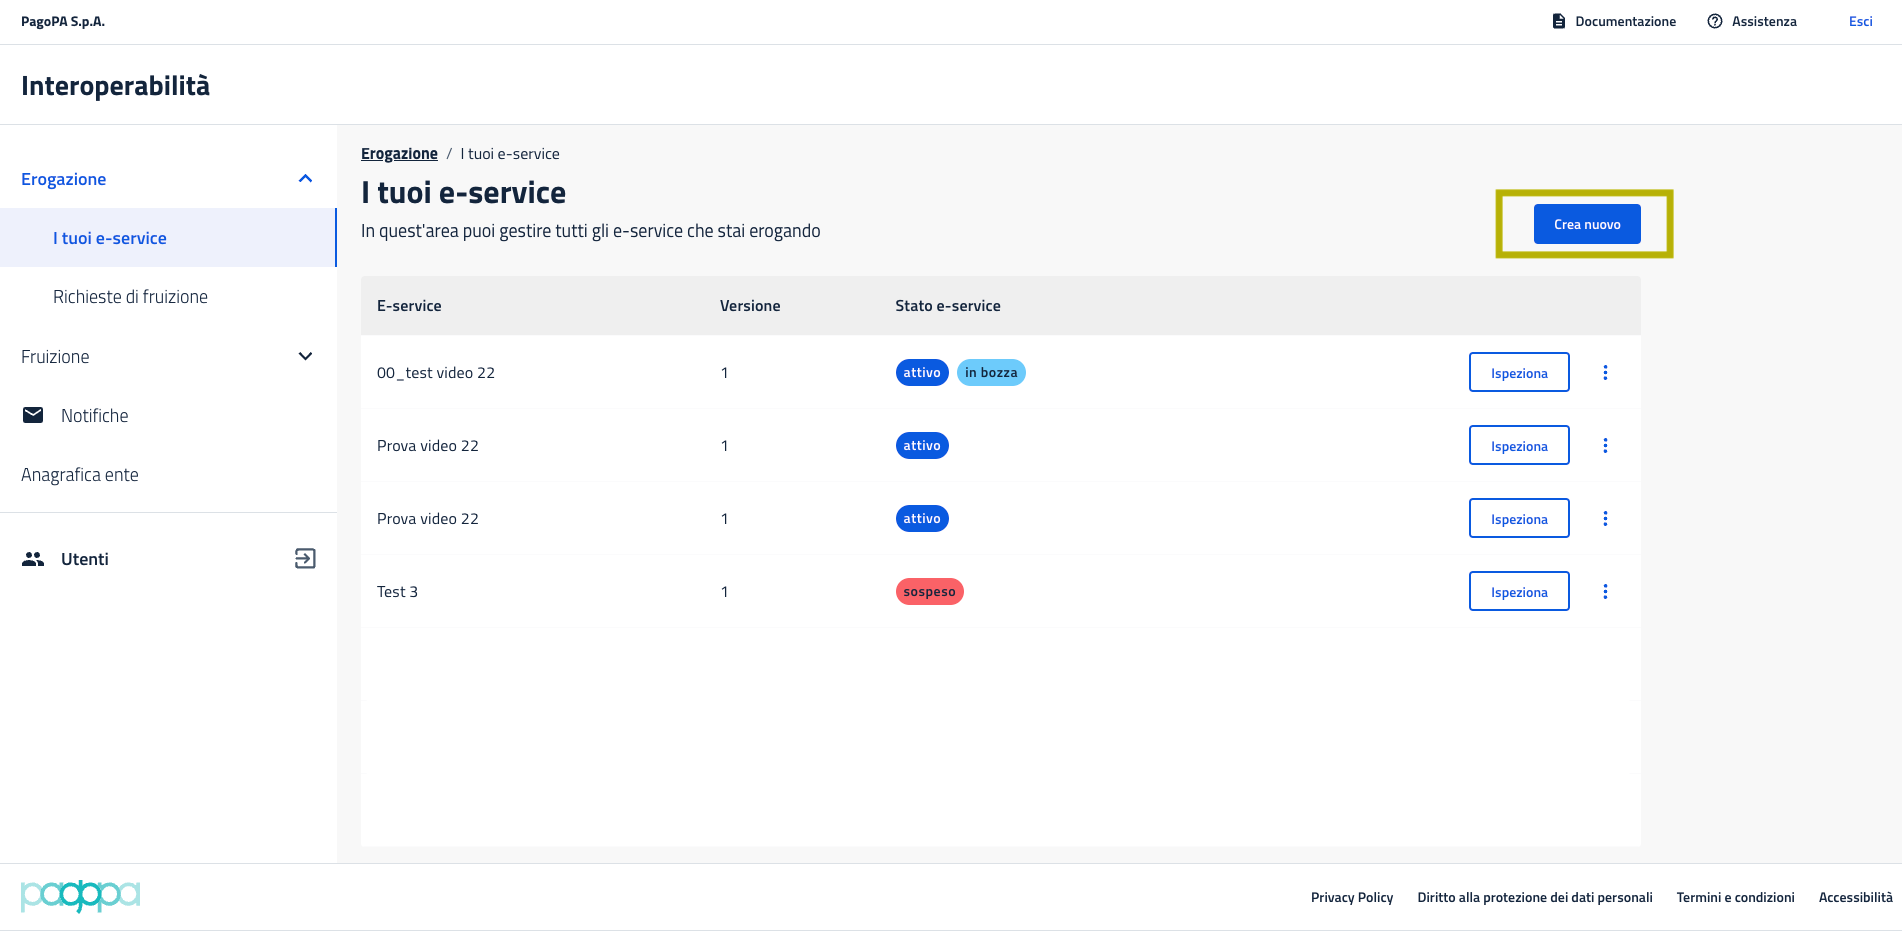 PagoPA S.p.A.
Documentazione
Assistenza
Esci
Interoperabilità
Erogazione
I tuoi e-service
Richieste di fruizione
Fruizione
Notifiche
Anagrafica ente
Utenti
Erogazione / I tuoi e-service
I tuoi e-service
In quest'area puoi gestire tutti gli e-service che stai erogando
Crea nuovo
E-service Versione Stato e-service
00_test video 22 1 attivo in bozza Ispeziona
Prova video 22 1 attivo Ispeziona
Prova video 22 1 attivo Ispeziona
Test 3 1 sospeso Ispeziona
pagopa
Privacy Policy Diritto alla protezione dei dati personali Termini e condizioni Accessibilità